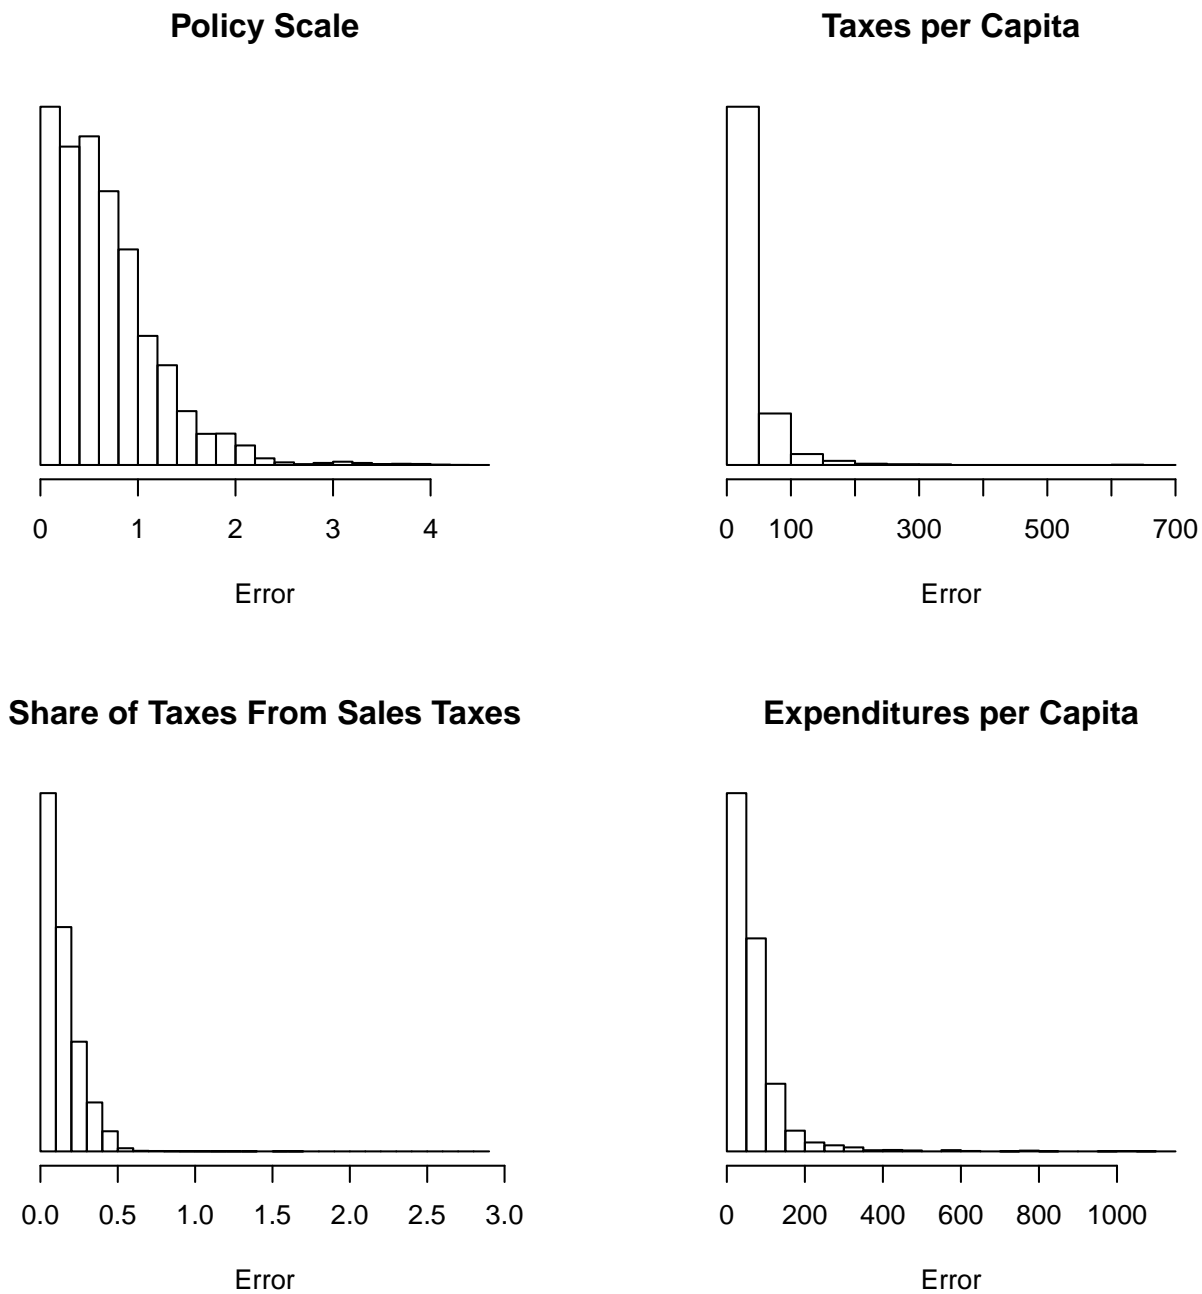 Policy Scale
0 1 2 3 4
Error
Taxes per Capita
0 100 300 500 700
Error
Share of Taxes From Sales Taxes
0.0 0.5 1.0 1.5 2.0 2.5 3.0
Error
Expenditures per Capita
0 200 400 600 800 1000
Error